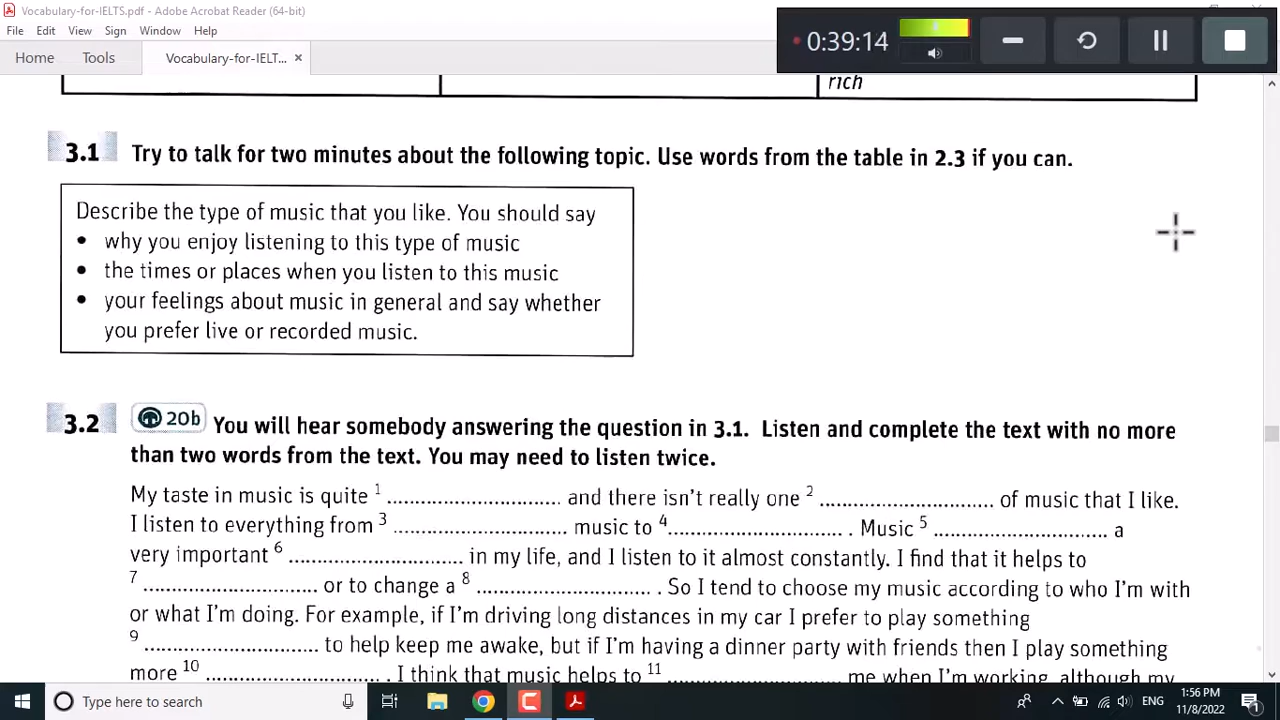 Vocabulary-for-IELTS.pdf - Adobe Acrobat Reader (64-bit)
File Edit View Sign Window Help
0:39:14
Home Tools Vocabulary-for-IELT... ×
rich
3.1 Try to talk for two minutes about the following topic. Use words from the table in 2.3 if you can.
Describe the type of music that you like. You should say
• why you enjoy listening to this type of music
• the times or places when you listen to this music
• your feelings about music in general and say whether
you prefer live or recorded music.
3.2 20b You will hear somebody answering the question in 3.1. Listen and complete the text with no more
than two words from the text. You may need to listen twice.
My taste in music is quite 1 .............................. and there isn't really one 2 .............................. of music that I like.
I listen to everything from 3 .............................. music to 4 .............................. . Music 5 .............................. a
very important 6 .............................. in my life, and I listen to it almost constantly. I find that it helps to
7 .............................. or to change a 8 .............................. . So I tend to choose my music according to who I'm with
or what I'm doing. For example, if I'm driving long distances in my car I prefer to play something
9 .............................. to help keep me awake, but if I'm having a dinner party with friends then I play something
more 10 .............................. . I think that music helps to 11 .............................. me when I'm working, although my
Type here to search
ENG
1:56 PM
11/8/2022
1